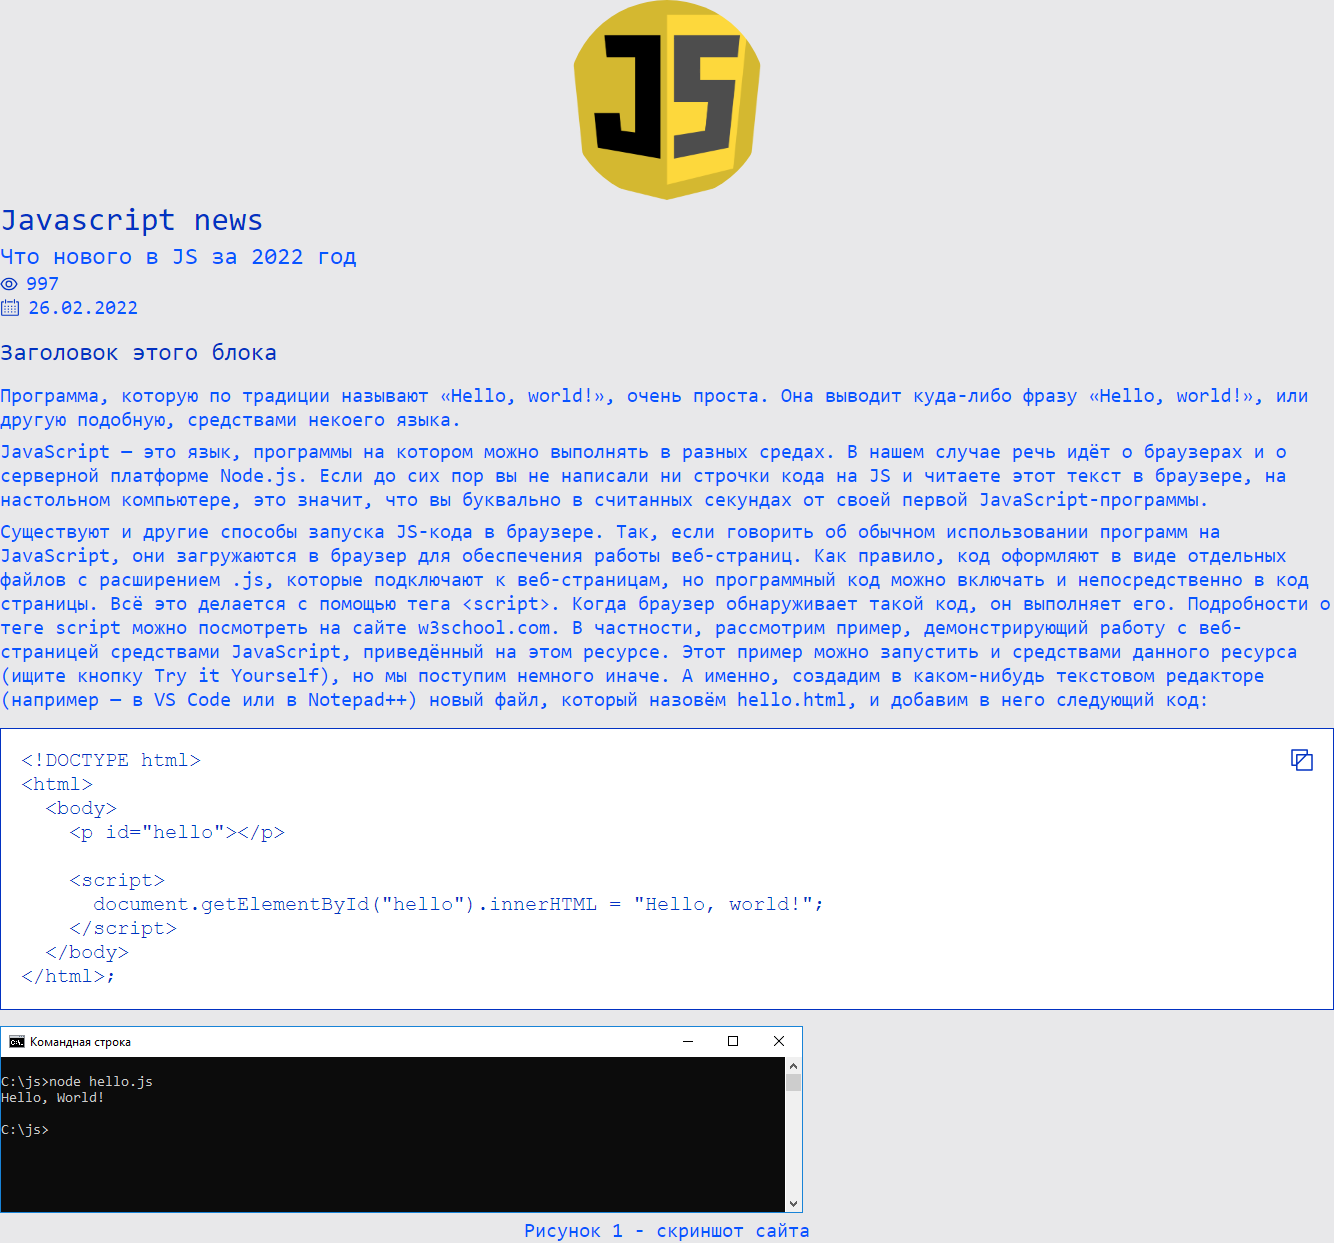 JS
Javascript news
Что нового в JS за 2022 год
997
26.02.2022
Заголовок этого блока
Программа, которую по традиции называют «Hello, world!», очень проста. Она выводит куда-либо фразу «Hello, world!», или
другую подобную, средствами некоего языка.
JavaScript — это язык, программы на котором можно выполнять в разных средах. В нашем случае речь идёт о браузерах и о
серверной платформе Node.js. Если до сих пор вы не написали ни строчки кода на JS и читаете этот текст в браузере, на
настольном компьютере, это значит, что вы буквально в считанных секундах от своей первой JavaScript-программы.
Существуют и другие способы запуска JS-кода в браузере. Так, если говорить об обычном использовании программ на
JavaScript, они загружаются в браузер для обеспечения работы веб-страниц. Как правило, код оформляют в виде отдельных
файлов с расширением .js, которые подключают к веб-страницам, но программный код можно включать и непосредственно в код
страницы. Всё это делается с помощью тега <script>. Когда браузер обнаруживает такой код, он выполняет его. Подробности о
теге script можно посмотреть на сайте w3school.com. В частности, рассмотрим пример, демонстрирующий работу с веб-
страницей средствами JavaScript, приведённый на этом ресурсе. Этот пример можно запустить и средствами данного ресурса
(ищите кнопку Try it Yourself), но мы поступим немного иначе. А именно, создадим в каком-нибудь текстовом редакторе
(например — в VS Code или в Notepad++) новый файл, который назовём hello.html, и добавим в него следующий код:
<!DOCTYPE html>
<html>
  <body>
    <p id="hello"></p>
    <script>
      document.getElementById("hello").innerHTML = "Hello, world!";
    </script>
  </body>
</html>;
Командная строка
C:\js>node hello.js
Hello, World!
C:\js>
Рисунок 1 - скриншот сайта